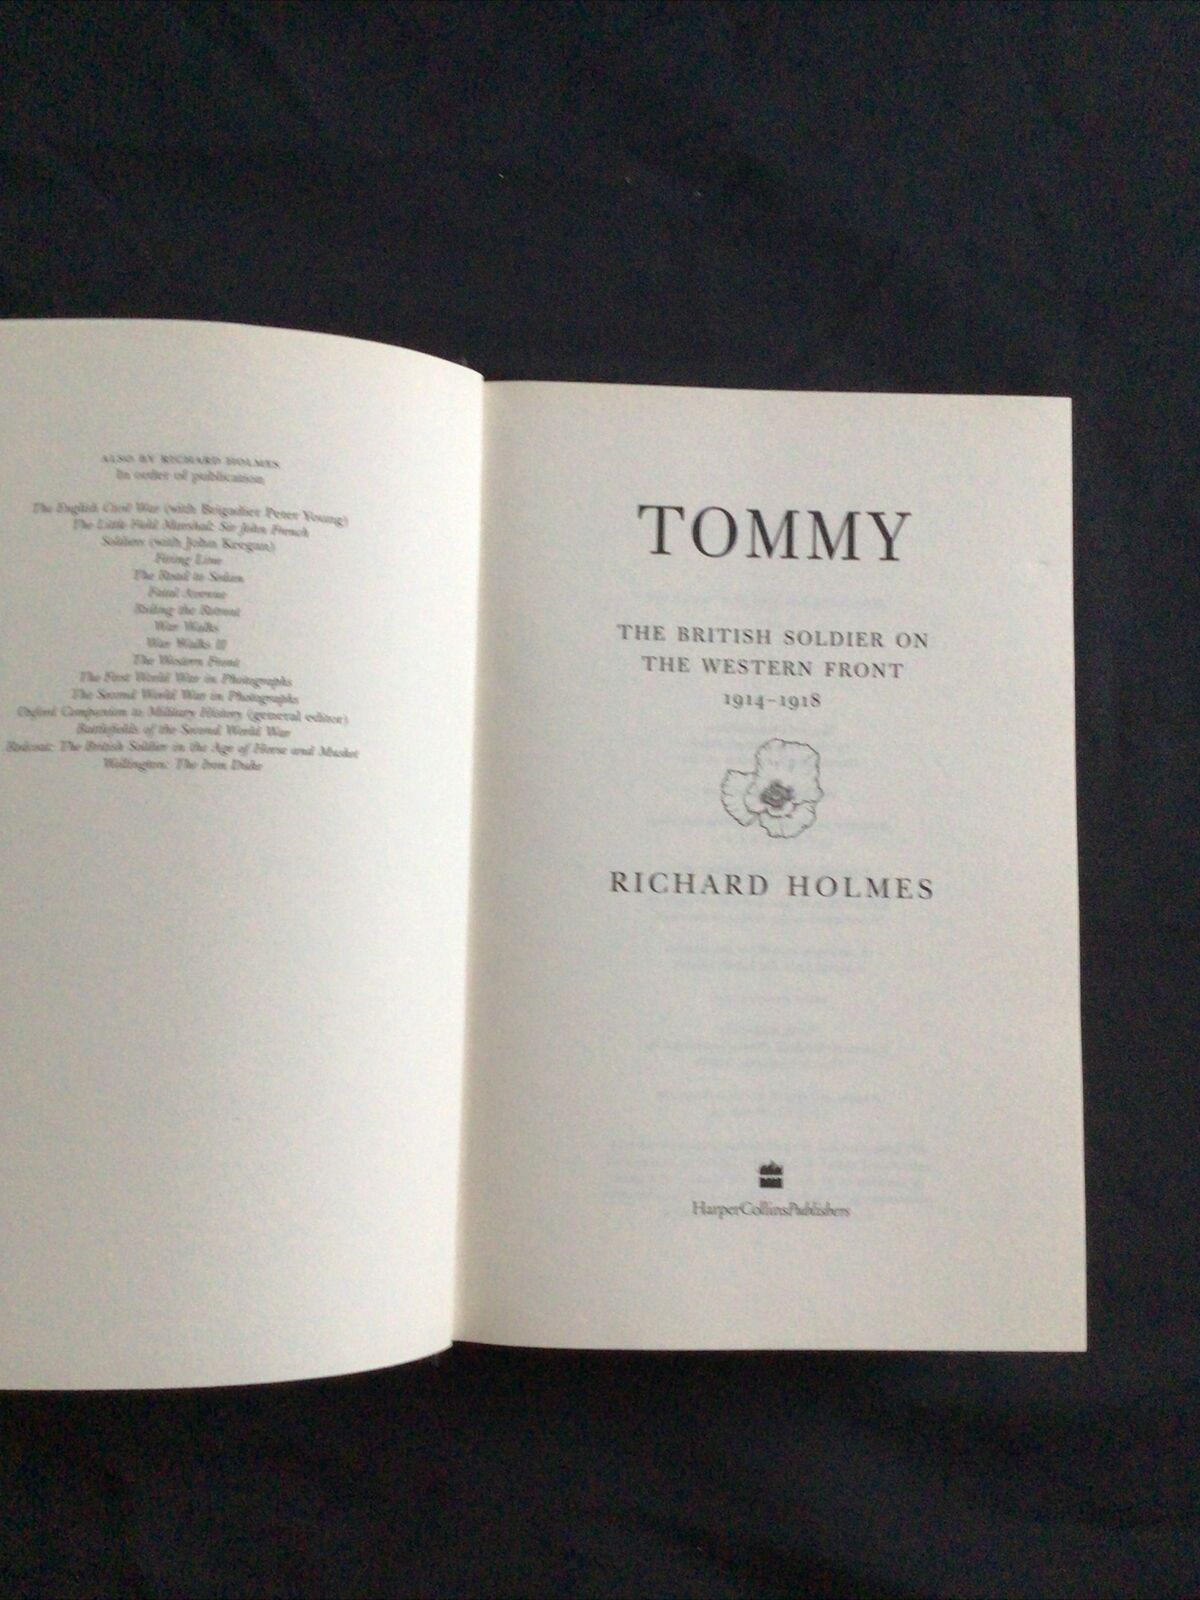 ALSO BY RICHARD HOLMES
In order of publication
The English Civil War (with Brigadier Peter Young)
The Little Field Marshal: Sir John French
Soldiers (with John Keegan)
Firing Line
The Road to Sedan
Fatal Avenue
Riding the Retreat
War Walks
War Walks II
The Western Front
The First World War in Photographs
The Second World War in Photographs
Oxford Companion to Military History (general editor)
Battlefields of the Second World War
Redcoat: The British Soldier in the Age of Horse and Musket
Wellington: The Iron Duke
TOMMY
THE BRITISH SOLDIER ON
THE WESTERN FRONT
1914–1918
RICHARD HOLMES
HarperCollinsPublishers